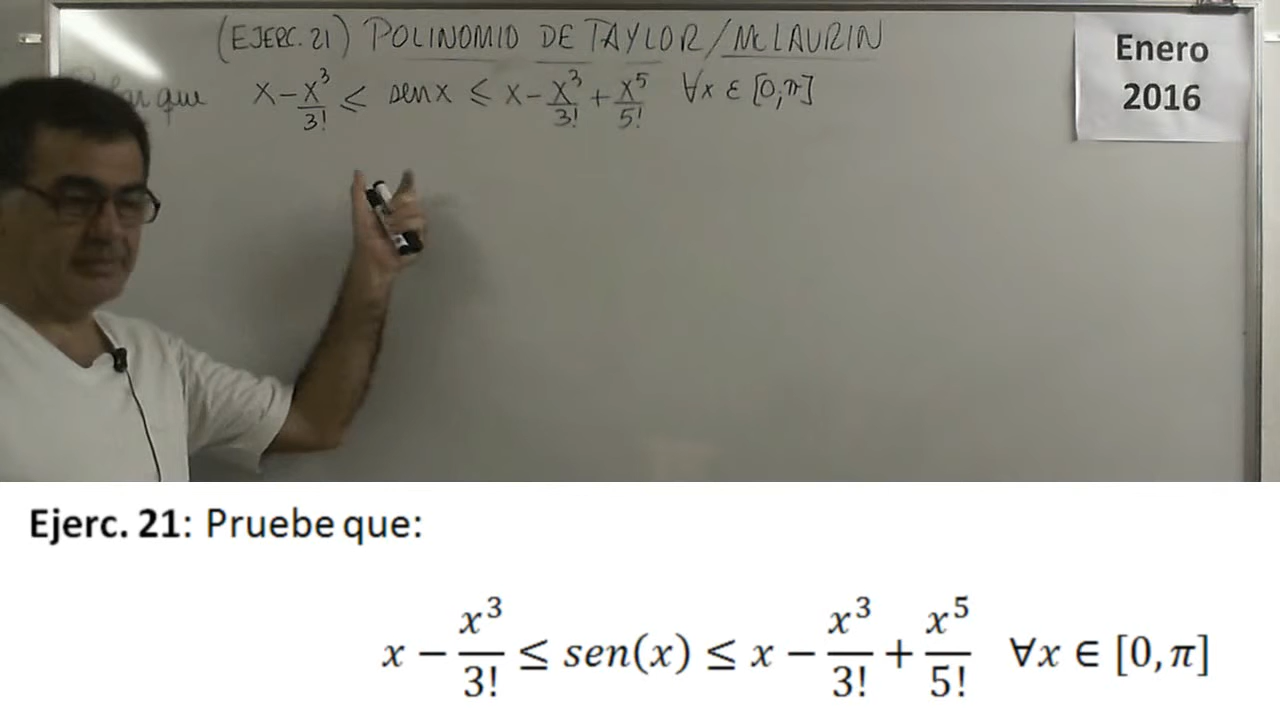 (EJERC. 21) POLINOMIO DE TAYLOR/MCLAURIN
que x - x³/3! ≤ sen x ≤ x - x³/3! + x⁵/5! ∀x ∈ [0,π]
Enero
2016
Ejerc. 21: Pruebe que:
x - x³/3! ≤ sen(x) ≤ x - x³/3! + x⁵/5! ∀x ∈ [0,π]